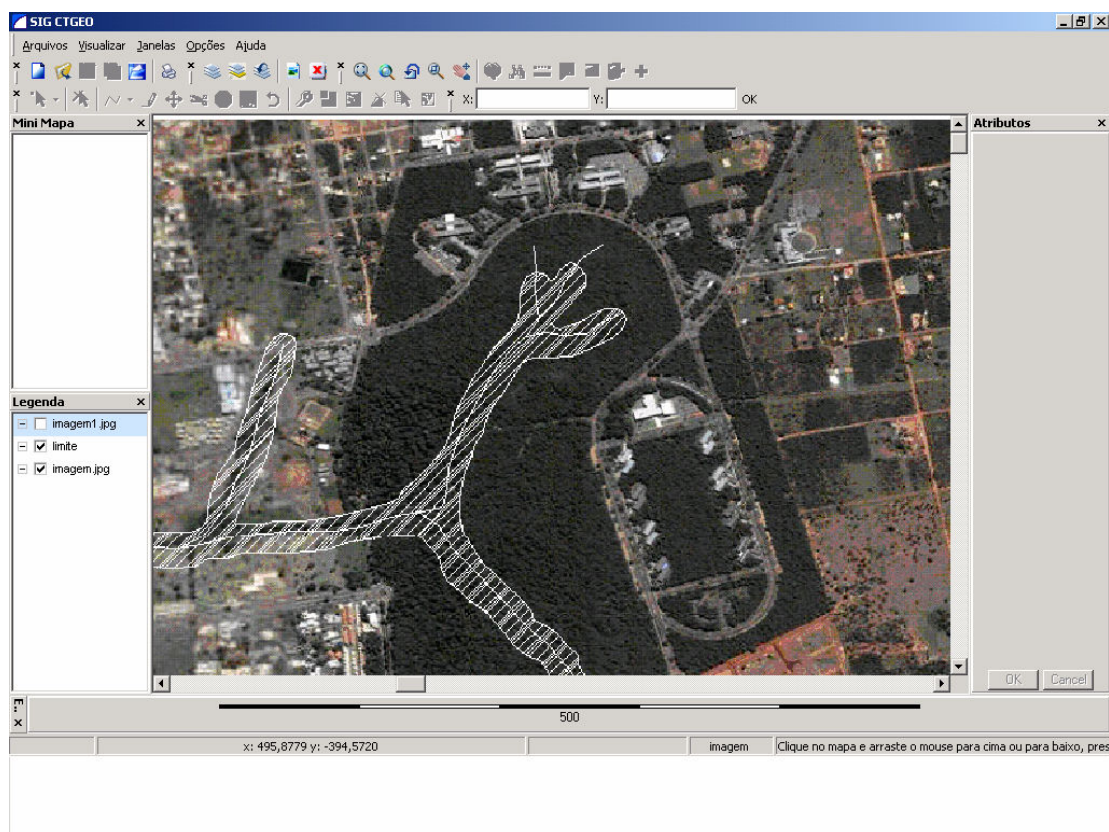 SIG CTGEO
Arquivos Visualizar Janelas Opções Ajuda
X: Y: OK
Mini Mapa
Atributos
Legenda
imagem1.jpg
limite
imagem.jpg
OK Cancel
E:
500
x: 495,8779 y: -394,5720 imagem Clique no mapa e arraste o mouse para cima ou para baixo, pres